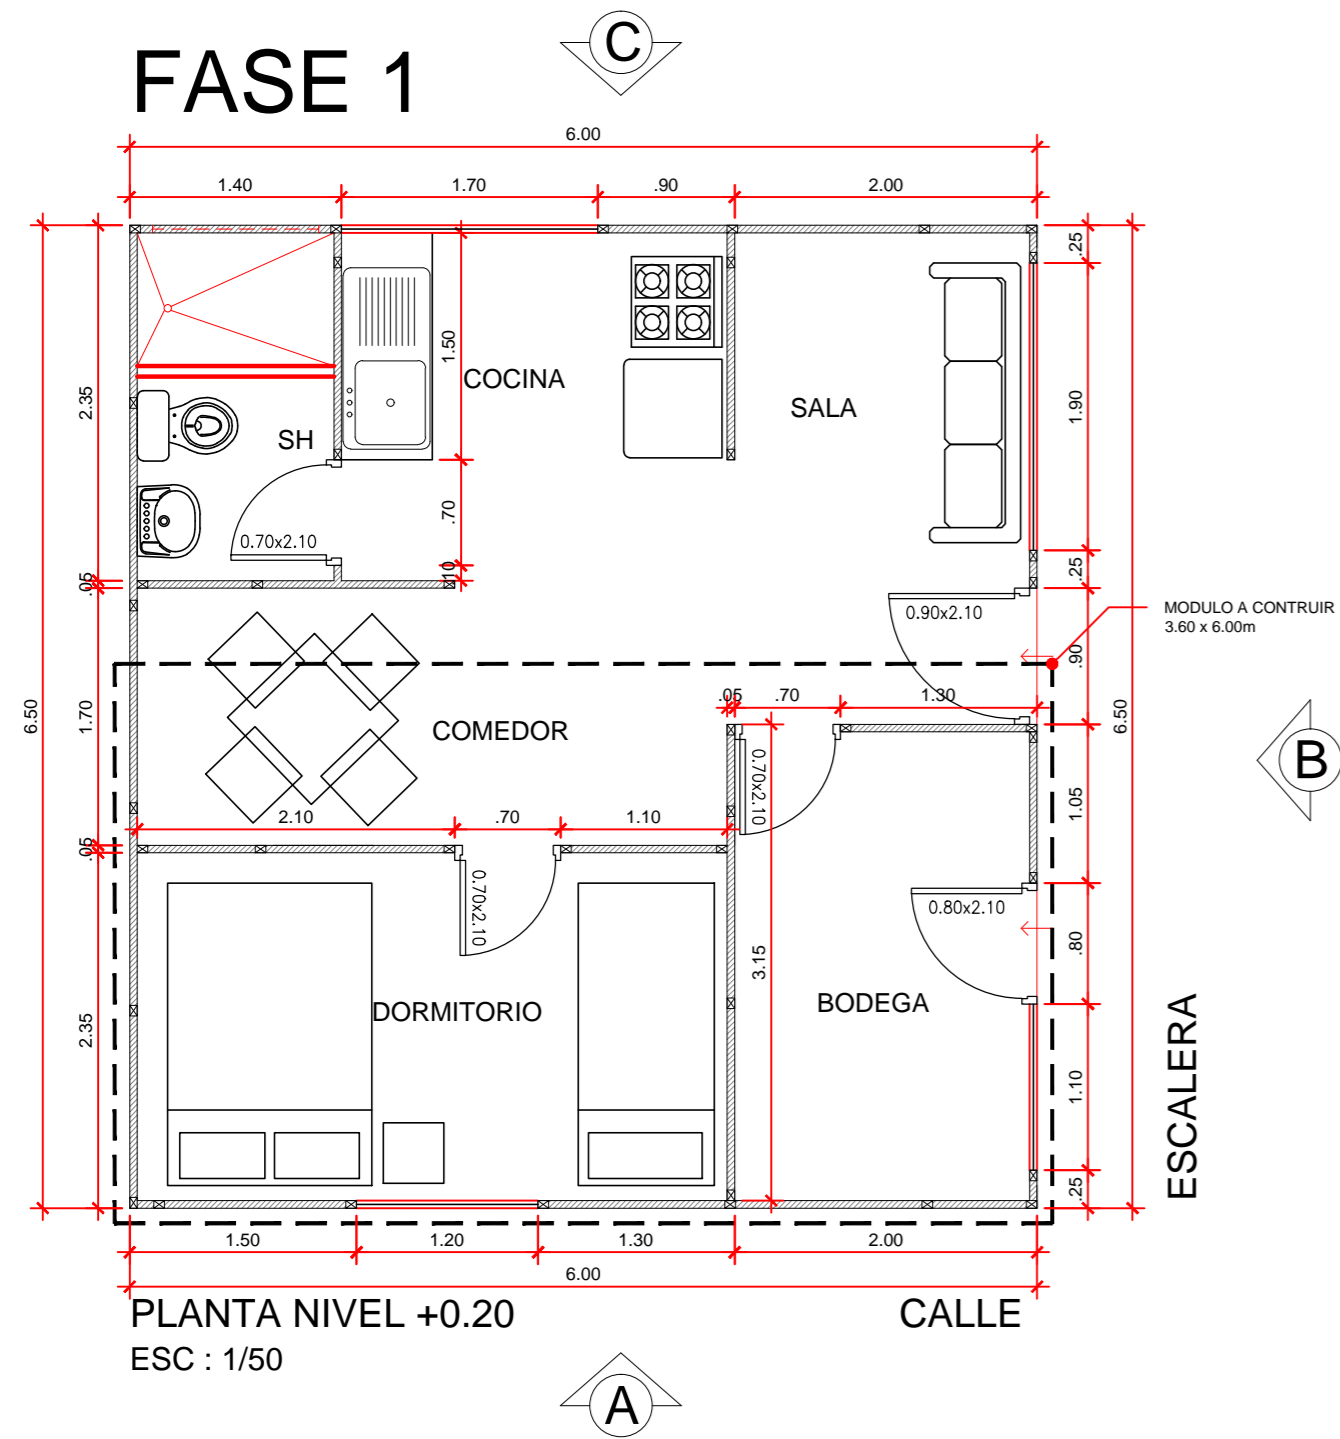 C
FASE 1
6.00
1.40
1.70
.90
2.00
.25
1.50
COCINA
SALA
1.90
2.35
SH
.70
0.70x2.10
.10
.25
.05
0.90x2.10
MODULO A CONTRUIR
3.60 x 6.00m
.90
6.50
1.70
.05
.70
1.30
6.50
COMEDOR
B
0.70x2.10
1.05
2.10
.70
1.10
.05
0.70x2.10
0.80x2.10
.80
3.15
DORMITORIO
BODEGA
2.35
1.10
ESCALERA
.25
1.50
1.20
1.30
2.00
6.00
PLANTA NIVEL +0.20
CALLE
ESC : 1/50
A